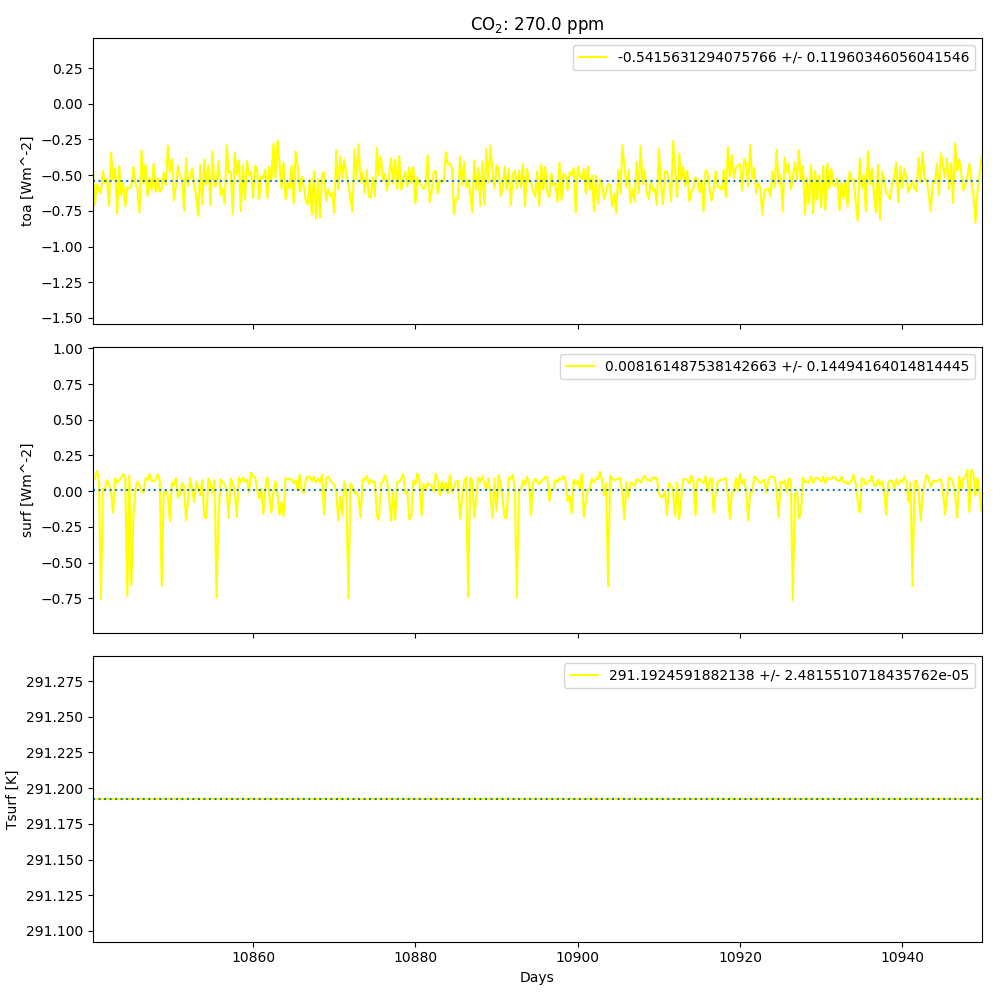 CO₂: 270.0 ppm
-0.5415631294075766 +/- 0.11960346056041546
0.25
0.00
−0.25
−0.50
−0.75
−1.00
−1.25
−1.50
toa [Wm^-2]
0.008161487538142663 +/- 0.14494164014814445
1.00
0.75
0.50
0.25
0.00
−0.25
−0.50
−0.75
surf [Wm^-2]
291.1924591882138 +/- 2.4815510718435762e-05
291.275
291.250
291.225
291.200
291.175
291.150
291.125
291.100
Tsurf [K]
10860 10880 10900 10920 10940
Days